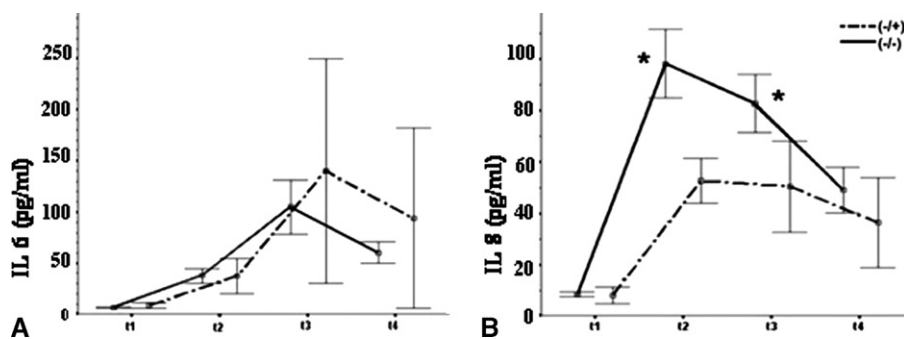 A
IL 6 (pg/ml)
250
200
150
100
50
0
t1 t2 t3 t4
B
IL 8 (pg/ml)
100
80
60
40
20
0
t1 t2 t3 t4
* *
(-/+)
(-/-)